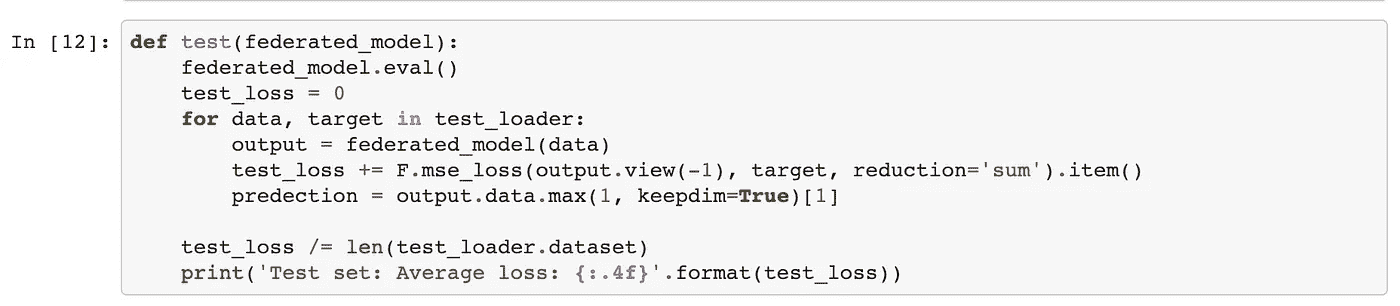 In [12]: def test(federated_model):
    federated_model.eval()
    test_loss = 0
    for data, target in test_loader:
        output = federated_model(data)
        test_loss += F.mse_loss(output.view(-1), target, reduction='sum').item()
        predection = output.data.max(1, keepdim=True)[1]

    test_loss /= len(test_loader.dataset)
    print('Test set: Average loss: {:.4f}'.format(test_loss))